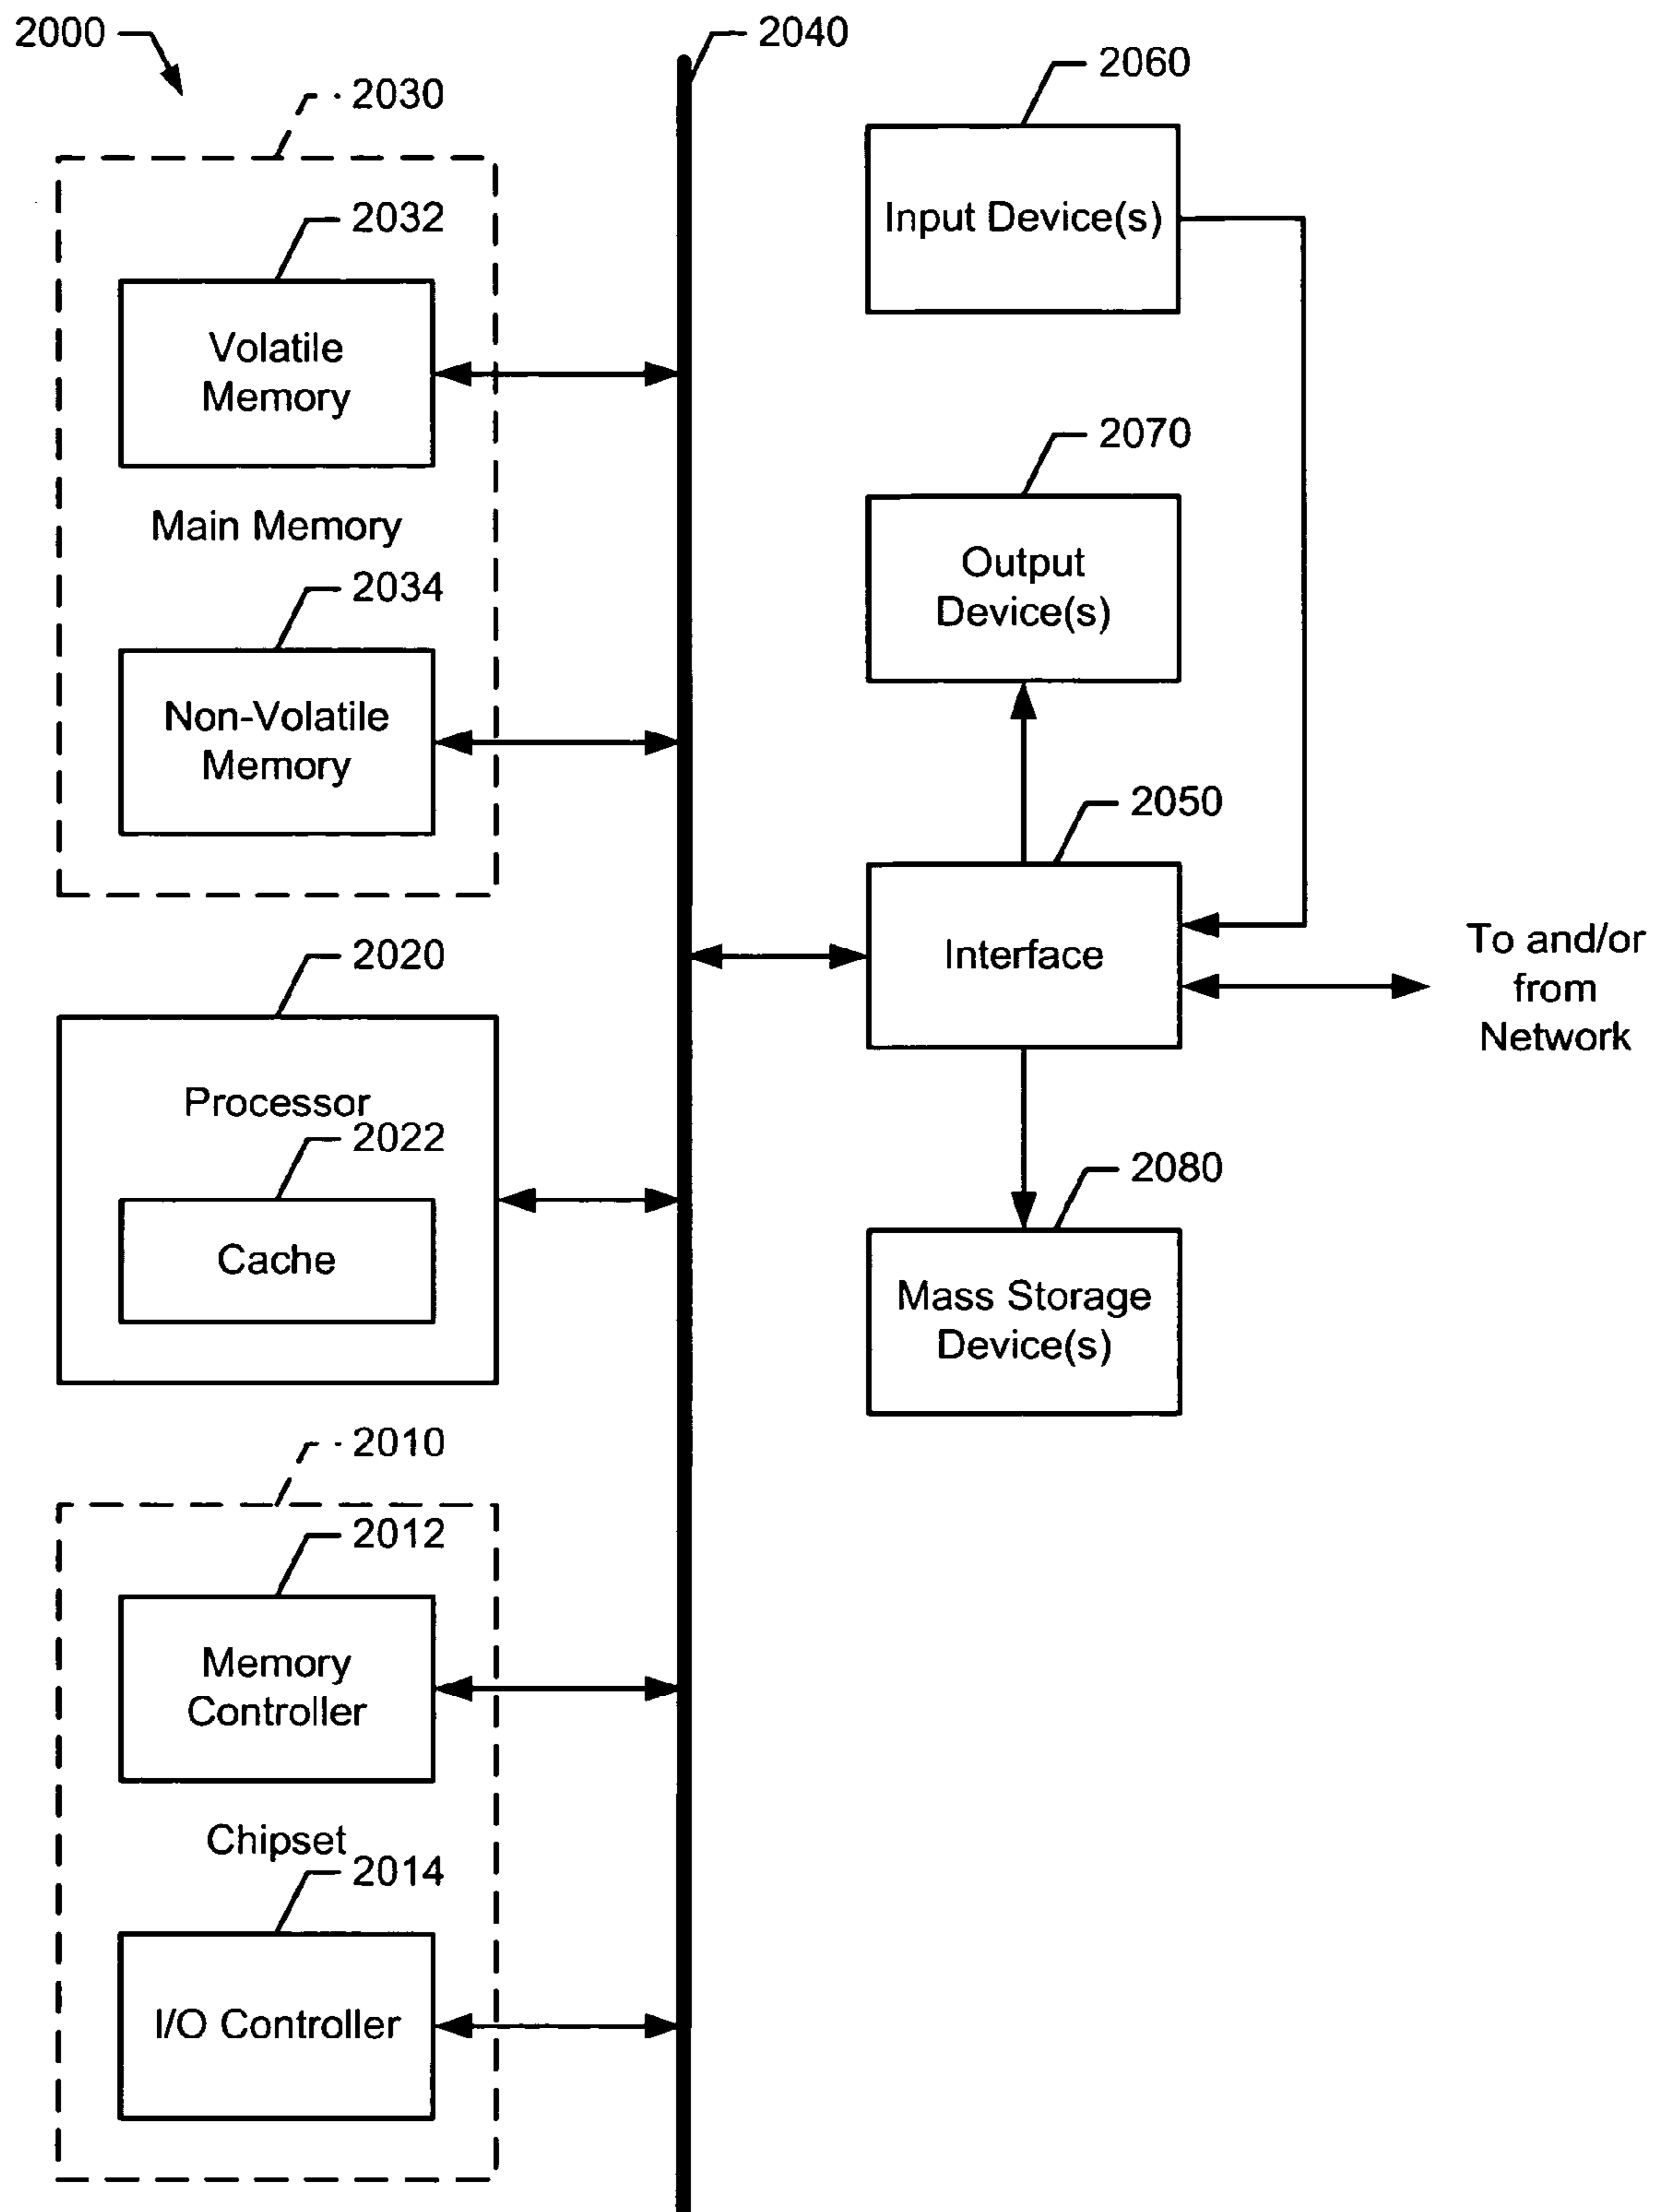 2000
2040
2060
2030
2032
Input Device(s)
Volatile
Memory
2070
Main Memory
Output
Device(s)
2034
Non-Volatile
Memory
2050
To and/or
from
Network
Interface
2020
Processor
2022
Cache
2080
Mass Storage
Device(s)
2010
2012
Memory
Controller
Chipset
2014
I/O Controller